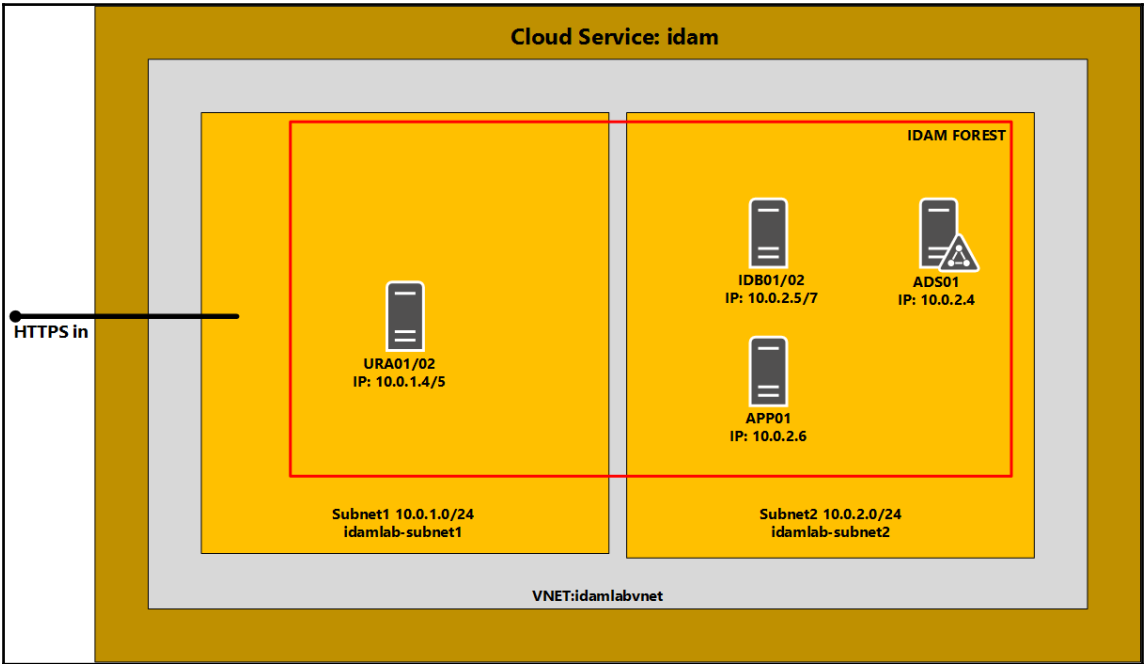 Cloud Service: idam
IDAM FOREST
IDB01/02
IP: 10.0.2.5/7
ADS01
IP: 10.0.2.4
HTTPS in
URA01/02
IP: 10.0.1.4/5
APP01
IP: 10.0.2.6
Subnet1 10.0.1.0/24
idamlab-subnet1
Subnet2 10.0.2.0/24
idamlab-subnet2
VNET:idamlabvnet